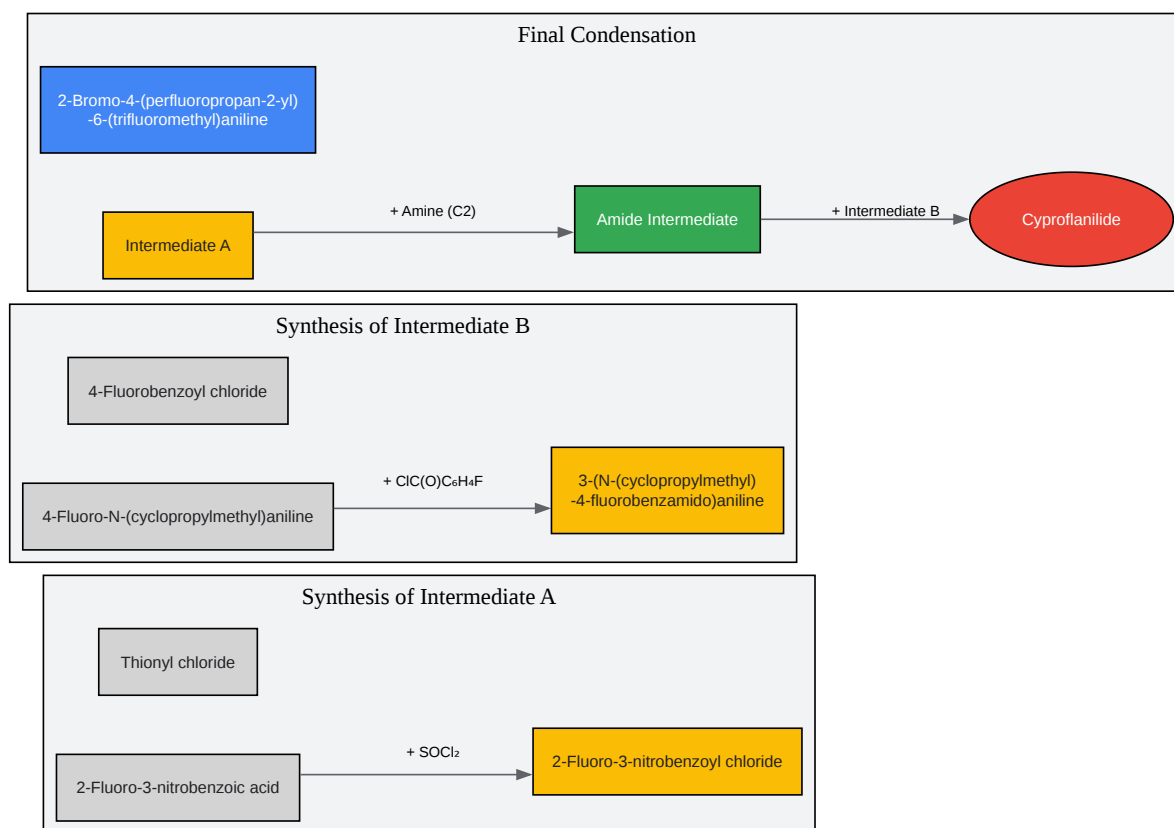 Final Condensation
2-Bromo-4-(perfluoropropan-2-yl)
-6-(trifluoromethyl)aniline
Intermediate A
+ Amine (C2)
Amide Intermediate
+ Intermediate B
Cyproflanilide
Synthesis of Intermediate B
4-Fluorobenzoyl chloride
4-Fluoro-N-(cyclopropylmethyl)aniline
+ ClC(O)C₆H₄F
3-(N-(cyclopropylmethyl)
-4-fluorobenzamido)aniline
Synthesis of Intermediate A
Thionyl chloride
2-Fluoro-3-nitrobenzoic acid
+ SOCl₂
2-Fluoro-3-nitrobenzoyl chloride